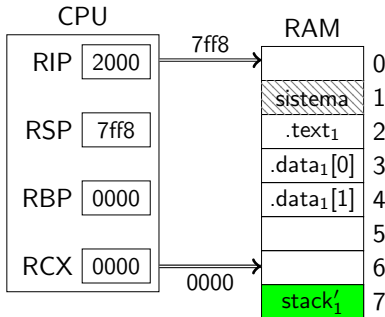 CPU
RIP 2000
RSP 7ff8
RBP 0000
RCX 0000
7ff8
0000
RAM
0
sistema 1
.text₁ 2
.data₁[0] 3
.data₁[1] 4
5
6
stack′₁ 7